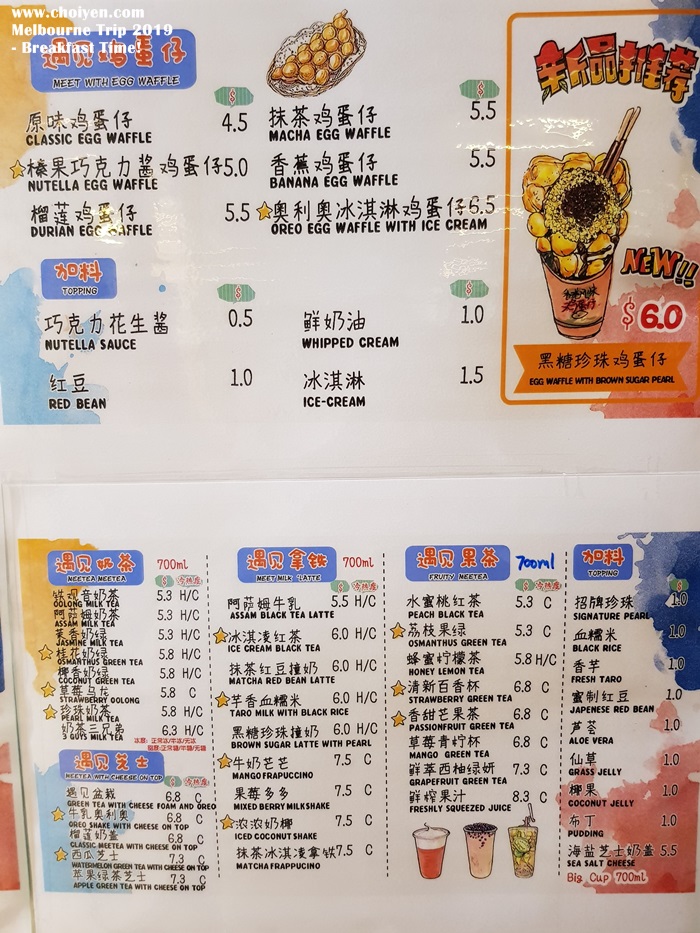 www.choiyen.com
Melbourne Trip 2019
- Breakfast Time!
遇见鸡蛋仔
MEET WITH EGG WAFFLE
$
$
原味鸡蛋仔 4.5
CLASSIC EGG WAFFLE
榛果巧克力酱鸡蛋仔 5.0
NUTELLA EGG WAFFLE
榴莲鸡蛋仔 5.5
DURIAN EGG WAFFLE
抹茶鸡蛋仔 5.5
MACHA EGG WAFFLE
香蕉鸡蛋仔 5.5
BANANA EGG WAFFLE
奥利奥冰淇淋鸡蛋仔 6.5
OREO EGG WAFFLE WITH ICE CREAM
加料
TOPPING
$
$
巧克力花生酱 0.5
NUTELLA SAUCE
红豆 1.0
RED BEAN
鲜奶油 1.0
WHIPPED CREAM
冰淇淋 1.5
ICE-CREAM
新品推荐
NEW!!
$6.0
黑糖珍珠鸡蛋仔
EGG WAFFLE WITH BROWN SUGAR PEARL
遇见奶茶 700ml
MEETEA MEETEA
$ 冷热度
铁观音奶茶 5.3 H/C
OOLONG MILK TEA
阿萨姆奶茶 5.3 H/C
ASSAM MILK TEA
茉香奶绿 5.3 H/C
JASMINE MILK TEA
桂花奶绿 5.8 H/C
OSMANTHUS GREEN TEA
椰香奶绿 5.8 C
COCONUT GREEN TEA
草莓乌龙 5.8 C
STRAWBERRY OOLONG
珍珠奶茶 5.8 H/C
PEARL MILK TEA
奶茶三兄弟 6.3 H/C
3 GUYS MILK TEA
遇见芝士
MEETEA WITH CHEESE ON TOP
遇见盆栽 6.8 C
GREEN TEA WITH CHEESE FOAM AND OREO
牛乳奥利奥 6.8 C
OREO SHAKE WITH CHEESE ON TOP
榴莲奶盖 6.8 C
CLASSIC MEETEA WITH CHEESE ON TOP
西瓜芝士 7.3 C
WATERMELON GREEN TEA WITH CHEESE ON TOP
苹果绿茶芝士 7.3 C
APPLE GREEN TEA WITH CHEESE ON TOP
遇见拿铁 700ml
MEET MILK 'LATTE
阿萨姆牛乳 5.5 H/C
ASSAM BLACK TEA LATTE
冰淇凌红茶 6.0 H/C
ICE CREAM BLACK TEA
抹茶红豆撞奶 6.0 H/C
MATCHA RED BEAN LATTE
芋香血糯米 6.0 H/C
TARO MILK WITH BLACK RICE
黑糖珍珠撞奶 6.0 H/C
BROWN SUGAR LATTE WITH PEARL
牛奶芒芒 7.5 C
MANGO FRAPUCCINO
果莓多多 7.5 C
MIXED BERRY MILKSHAKE
浓浓奶椰 7.5 C
ICED COCONUT SHAKE
抹茶冰淇凌拿铁 7.5 C
MATCHA FRAPPUCINO
遇见果茶 700ml
FRUITY MEETEA
$ 冷热度
水蜜桃红茶 5.3 C
PEACH BLACK TEA
荔枝果绿 5.3 C
OSMANTHUS GREEN TEA
蜂蜜柠檬茶 5.8 H/C
HONEY LEMON TEA
清新百香杯 6.8 C
STRAWBERRY GREEN TEA
香甜芒果茶 6.8 C
PASSIONFRUIT GREEN TEA
草莓青柠杯 6.8 C
MANGO GREEN TEA
鲜萃西柚绿妍 7.3 C
GRAPEFRUIT GREEN TEA
鲜榨果汁 8.3 C
FRESHLY SQUEEZED JUICE
加料
TOPPING
招牌珍珠 1.0
SIGNATURE PEARL
血糯米 1.0
BLACK RICE
香芋 1.0
FRESH TARO
蜜制红豆 1.0
JAPENESE RED BEAN
芦荟 1.0
ALOE VERA
仙草 1.0
GRASS JELLY
椰果 1.0
COCONUT JELLY
布丁 1.0
PUDDING
海盐芝士奶盖 5.5
SEA SALT CHEESE
Big Cup 700ml